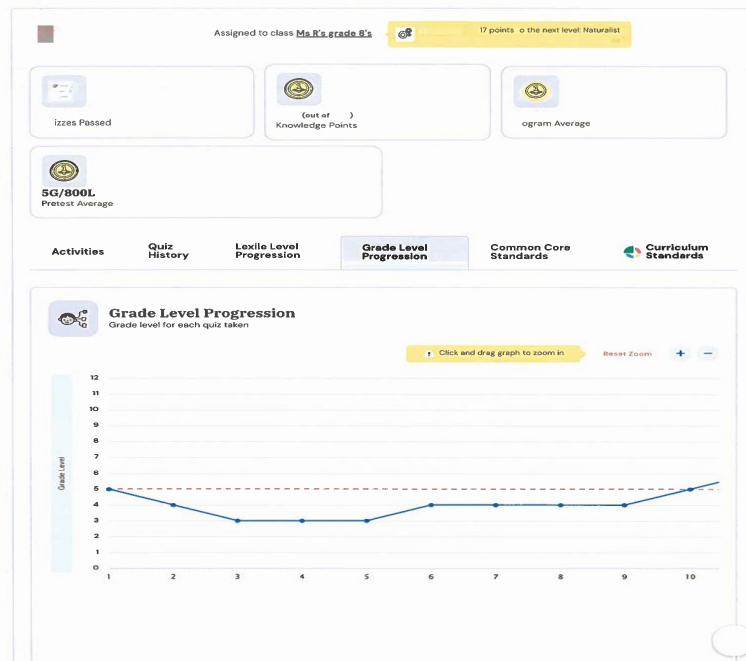 Assigned to class Ms R's grade 8's
17 points o the next level: Naturalist
izzes Passed
(out of )
Knowledge Points
ogram Average
5G/800L
Pretest Average
Activities
Quiz History
Lexile Level Progression
Grade Level Progression
Common Core Standards
Curriculum Standards
Grade Level Progression
Grade level for each quiz taken
Click and drag graph to zoom in
Reset Zoom
+ −
Grade Level
12
11
10
9
8
7
6
5
4
3
2
1
0
1 2 3 4 5 6 7 8 9 10